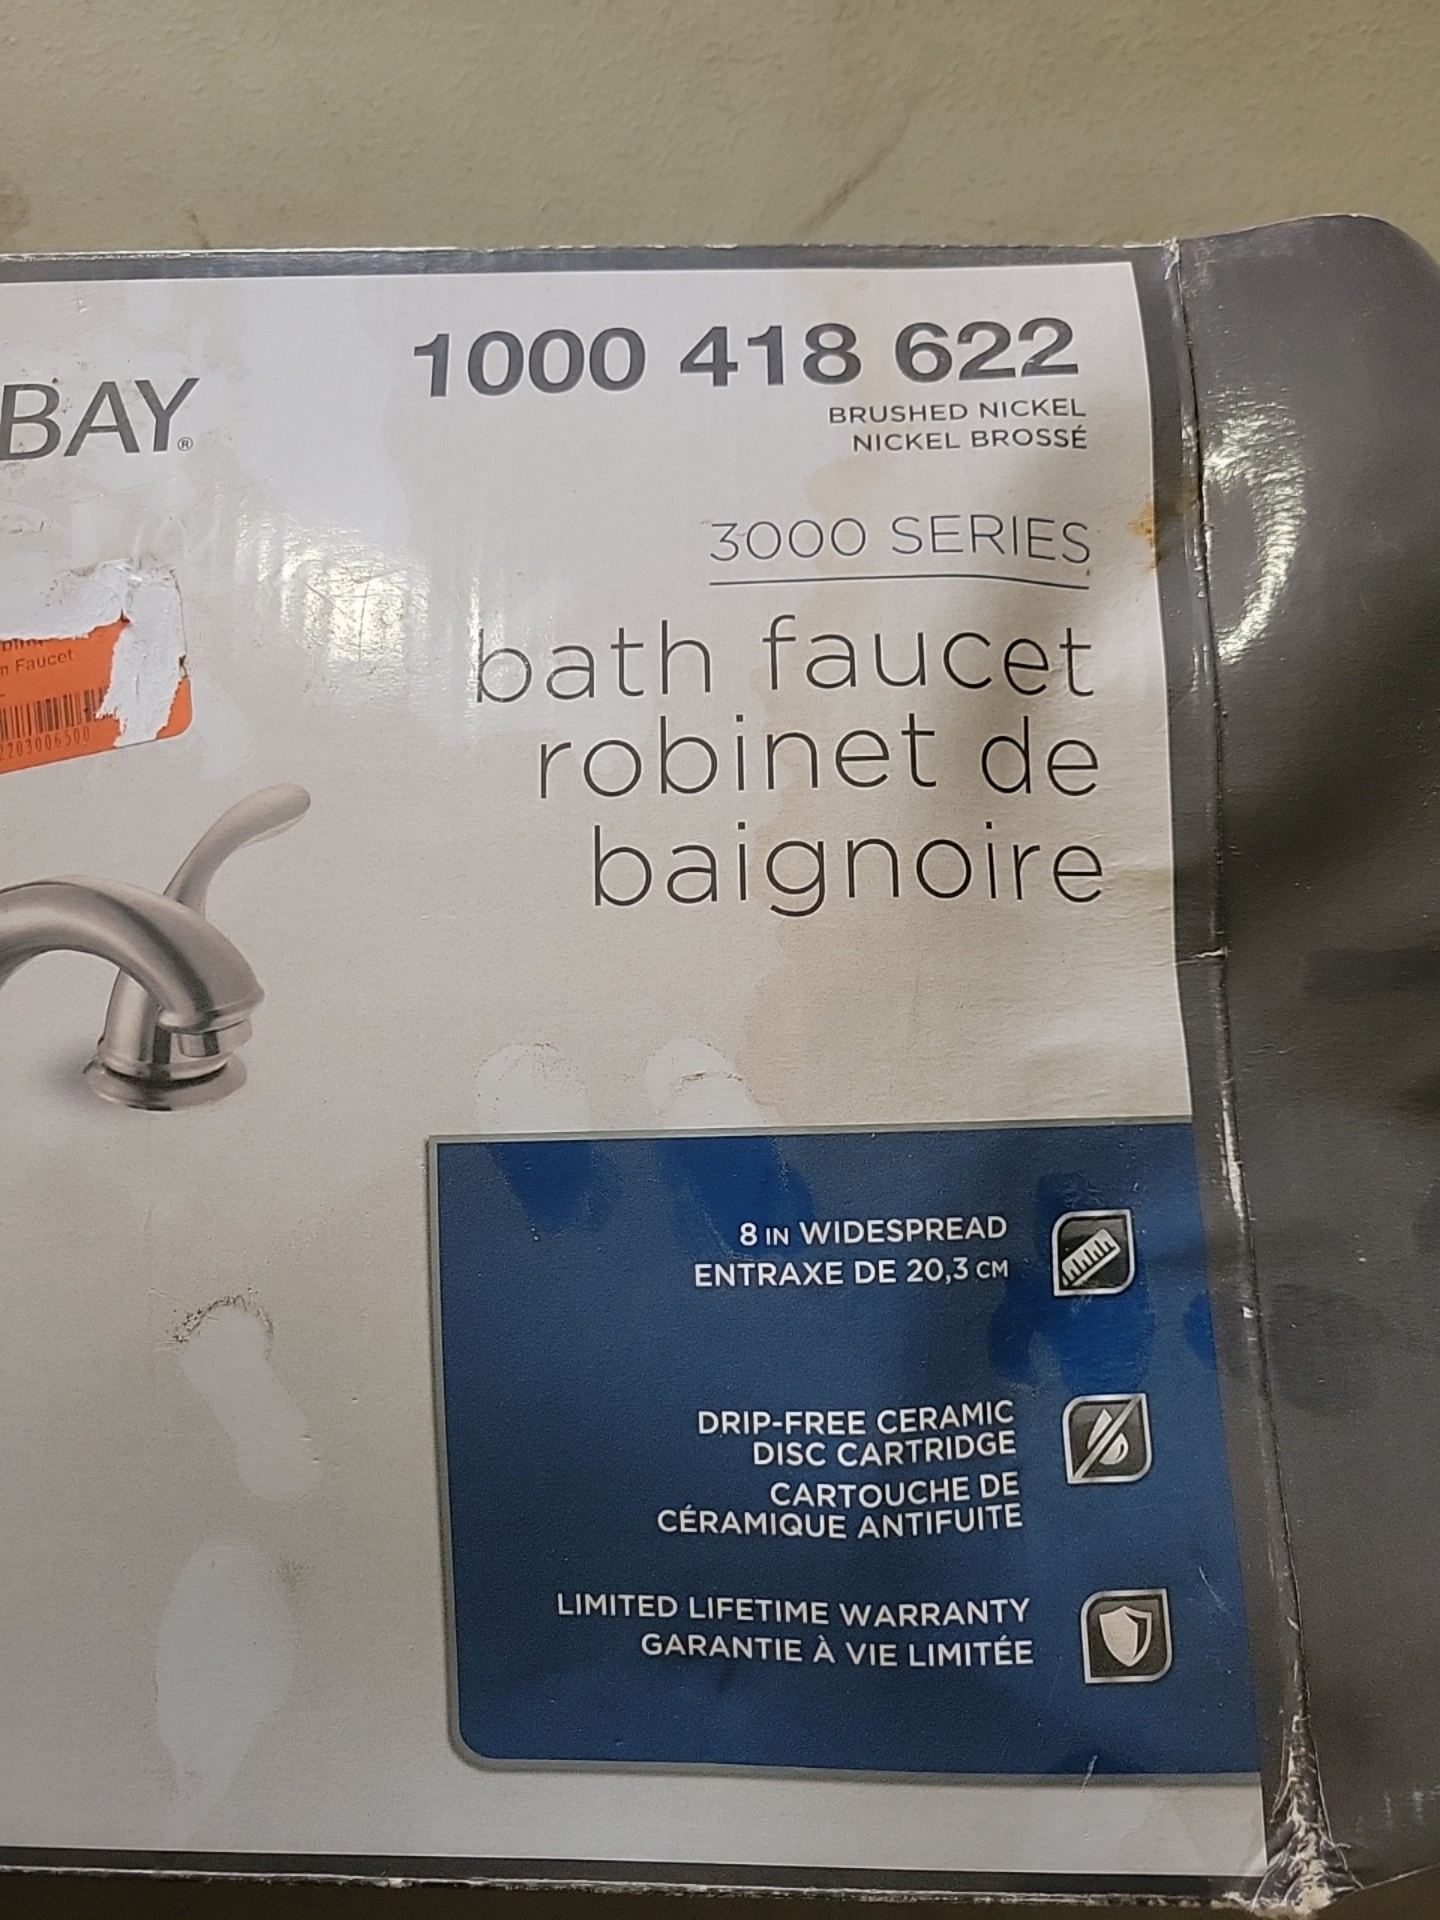 1000 418 622
BAY®
BRUSHED NICKEL
NICKEL BROSSÉ
3000 SERIES
bath faucet
robinet de
baignoire
Faucet
2203006500
8 IN WIDESPREAD
ENTRAXE DE 20,3 CM
DRIP-FREE CERAMIC
DISC CARTRIDGE
CARTOUCHE DE
CÉRAMIQUE ANTIFUITE
LIMITED LIFETIME WARRANTY
GARANTIE À VIE LIMITÉE